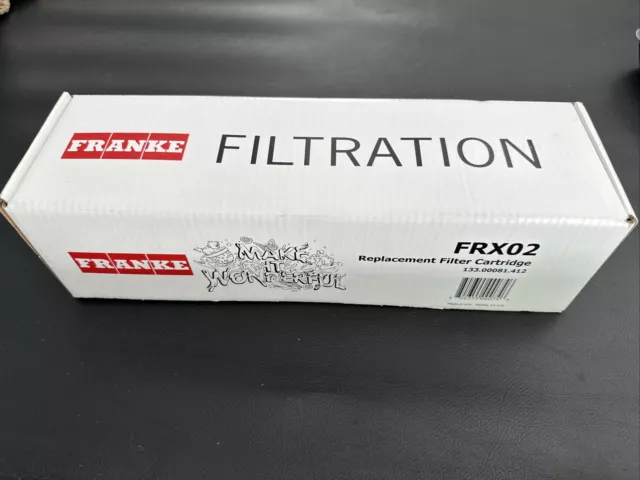 FRANKE
FILTRATION
FRANKE
MAKE
IT
WONDERFUL
FRX02
Replacement Filter Cartridge
133.00081.412